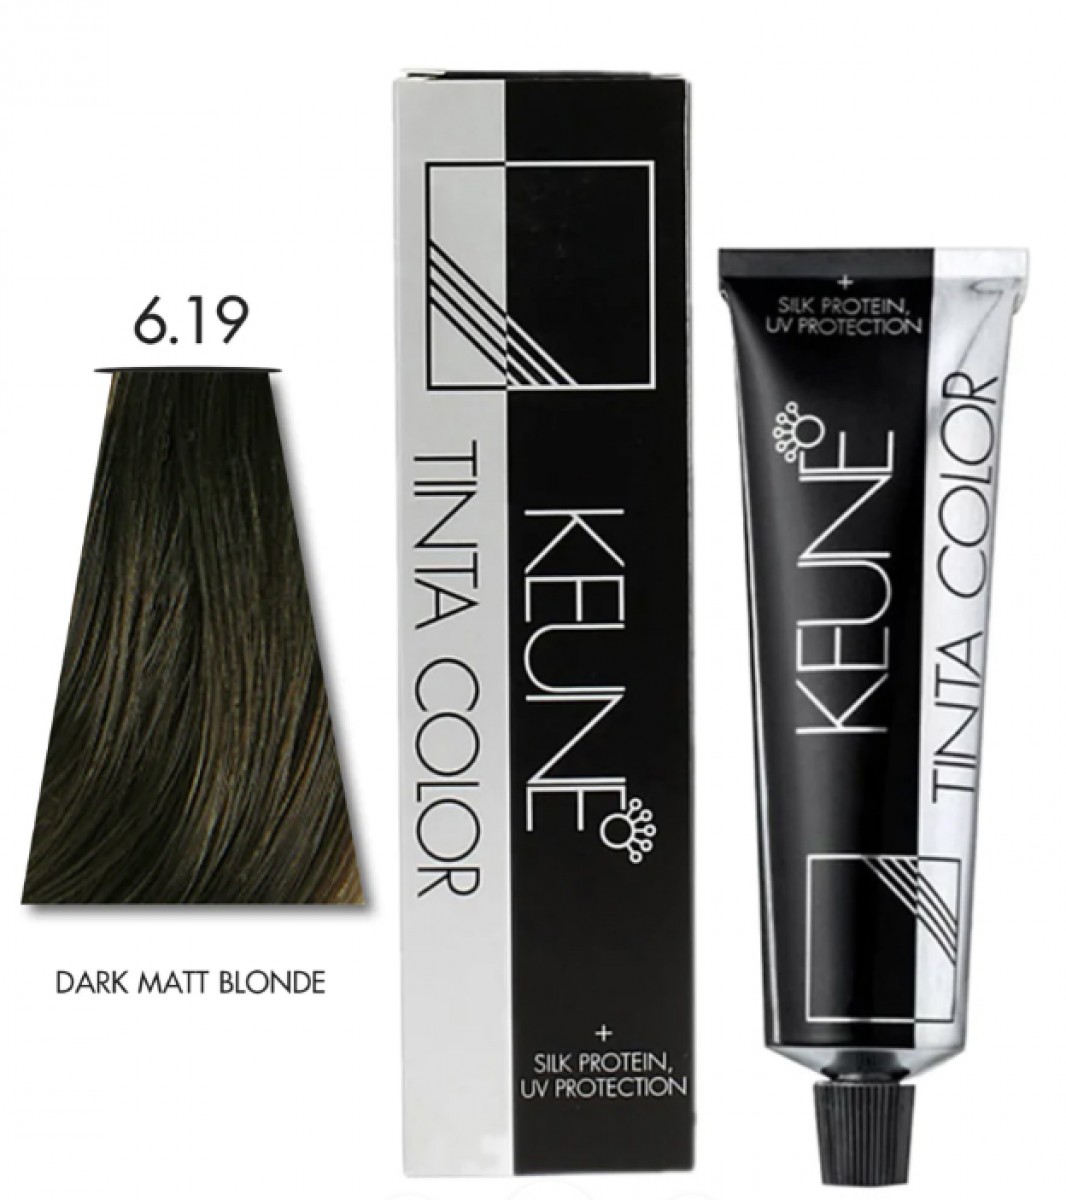 6.19
DARK MATT BLONDE
TINTA COLOR
KEUNE
+
SILK PROTEIN,
UV PROTECTION
+
SILK PROTEIN,
UV PROTECTION
KEUNE
TINTA COLOR